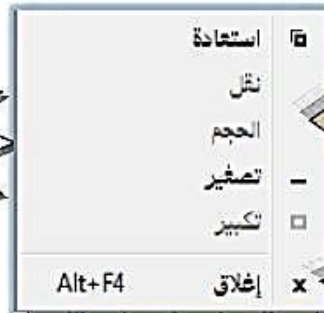 استعادة
نقل
الحجم
تصغير
تكبير
إغلاق Alt+F4